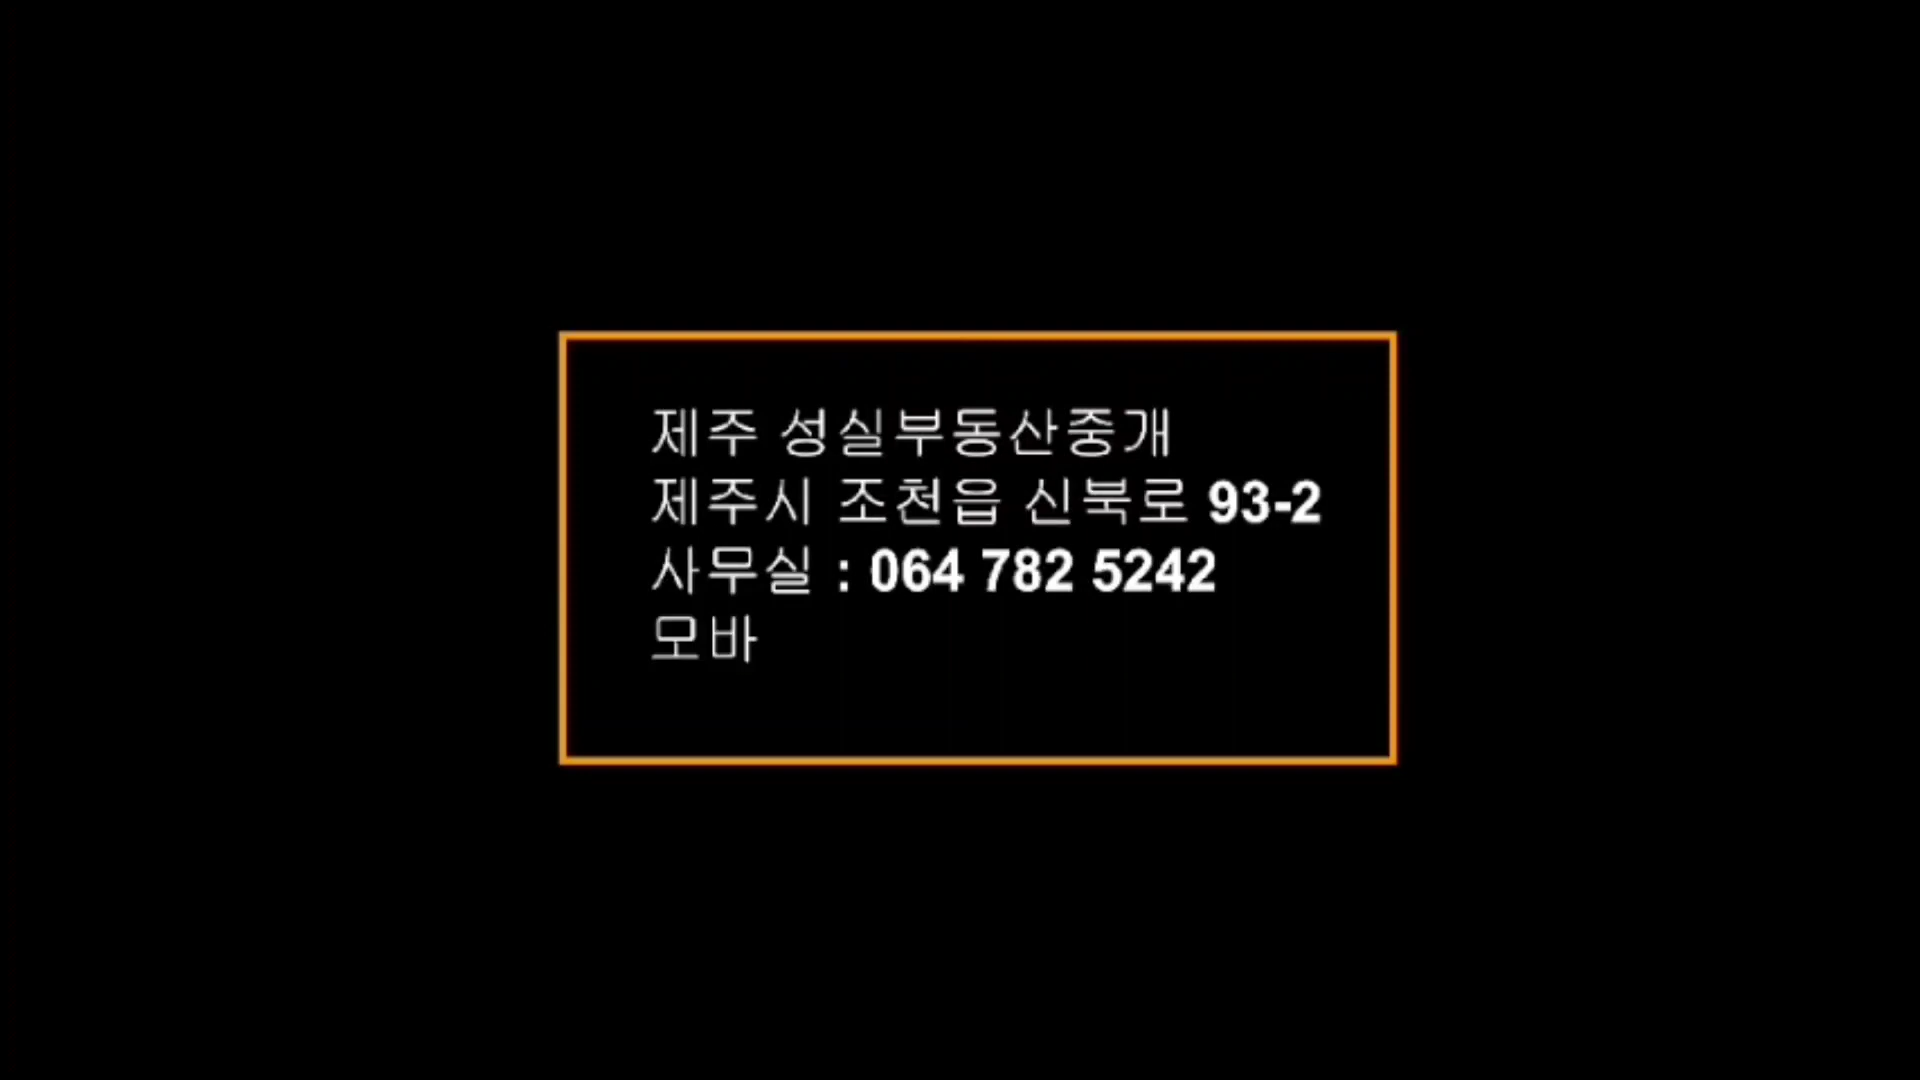 제주 성실부동산중개
제주시 조천읍 신북로 93-2
사무실 : 064 782 5242
모바